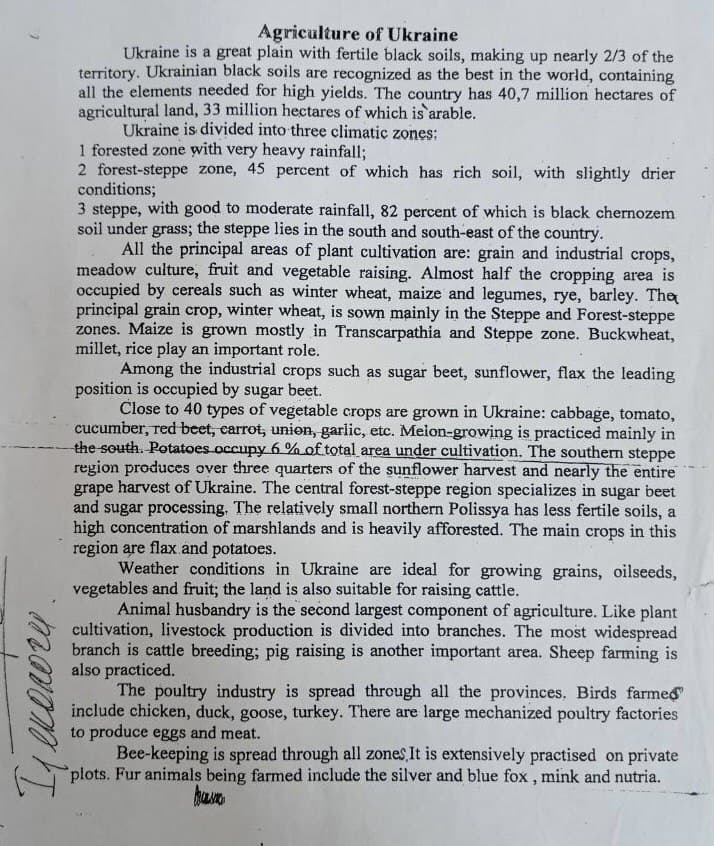 Agriculture of Ukraine
Ukraine is a great plain with fertile black soils, making up nearly 2/3 of the
territory. Ukrainian black soils are recognized as the best in the world, containing
all the elements needed for high yields. The country has 40,7 million hectares of
agricultural land, 33 million hectares of which is arable.
Ukraine is divided into three climatic zones:
1 forested zone with very heavy rainfall;
2 forest-steppe zone, 45 percent of which has rich soil, with slightly drier
conditions;
3 steppe, with good to moderate rainfall, 82 percent of which is black chernozem
soil under grass; the steppe lies in the south and south-east of the country.
All the principal areas of plant cultivation are: grain and industrial crops,
meadow culture, fruit and vegetable raising. Almost half the cropping area is
occupied by cereals such as winter wheat, maize and legumes, rye, barley. The
principal grain crop, winter wheat, is sown mainly in the Steppe and Forest-steppe
zones. Maize is grown mostly in Transcarpathia and Steppe zone. Buckwheat,
millet, rice play an important role.
Among the industrial crops such as sugar beet, sunflower, flax the leading
position is occupied by sugar beet.
Close to 40 types of vegetable crops are grown in Ukraine: cabbage, tomato,
cucumber, red beet, carrot, union, garlic, etc. Melon-growing is practiced mainly in
the south. Potatoes occupy 6 % of total area under cultivation. The southern steppe
region produces over three quarters of the sunflower harvest and nearly the entire
grape harvest of Ukraine. The central forest-steppe region specializes in sugar beet
and sugar processing. The relatively small northern Polissya has less fertile soils, a
high concentration of marshlands and is heavily afforested. The main crops in this
region are flax and potatoes.
Weather conditions in Ukraine are ideal for growing grains, oilseeds,
vegetables and fruit; the land is also suitable for raising cattle.
Animal husbandry is the second largest component of agriculture. Like plant
cultivation, livestock production is divided into branches. The most widespread
branch is cattle breeding; pig raising is another important area. Sheep farming is
also practiced.
The poultry industry is spread through all the provinces. Birds farmed
include chicken, duck, goose, turkey. There are large mechanized poultry factories
to produce eggs and meat.
Bee-keeping is spread through all zones. It is extensively practised on private
plots. Fur animals being farmed include the silver and blue fox , mink and nutria.